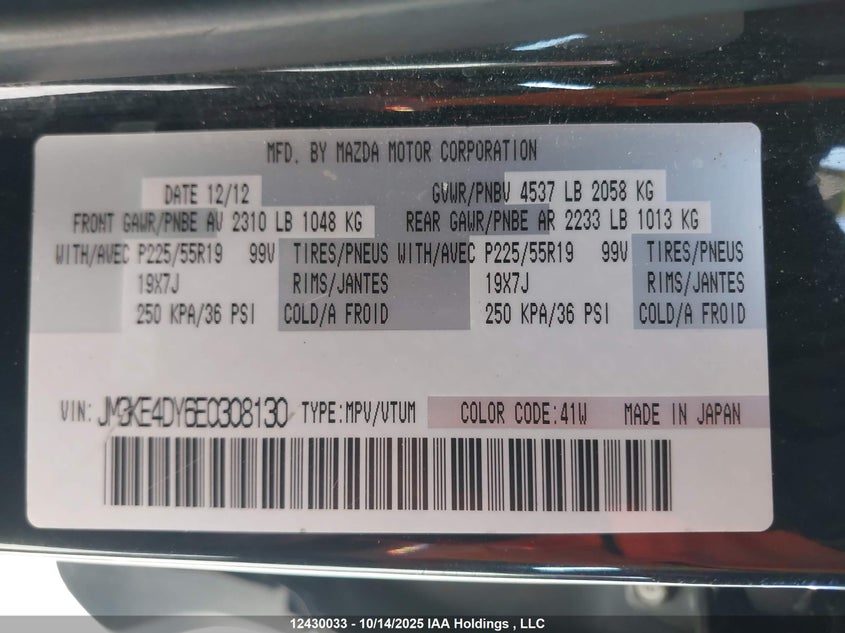 MFD. BY MAZDA MOTOR CORPORATION
DATE 12/12 GVWR/PNBV 4537 LB 2058 KG
FRONT GAWR/PNBE AV 2310 LB 1048 KG REAR GAWR/PNBE AR 2233 LB 1013 KG
WITH/AVEC P225/55R19 99V TIRES/PNEUS WITH/AVEC P225/55R19 99V TIRES/PNEUS
19X7J RIMS/JANTES 19X7J RIMS/JANTES
250 KPA/36 PSI COLD/A FROID 250 KPA/36 PSI COLD/A FROID
VIN: JM3KE4DY6E0308130 TYPE:MPV/VTUM COLOR CODE:41W MADE IN JAPAN
12430033 - 10/14/2025 IAA Holdings , LLC